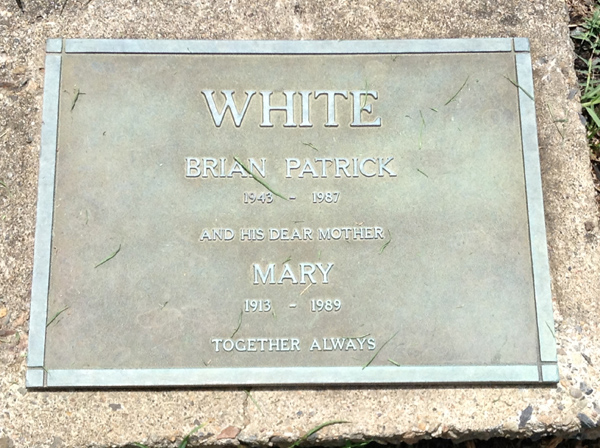 WHITE
BRIAN PATRICK
1943 - 1987
AND HIS DEAR MOTHER
MARY
1913 - 1989
TOGETHER ALWAYS